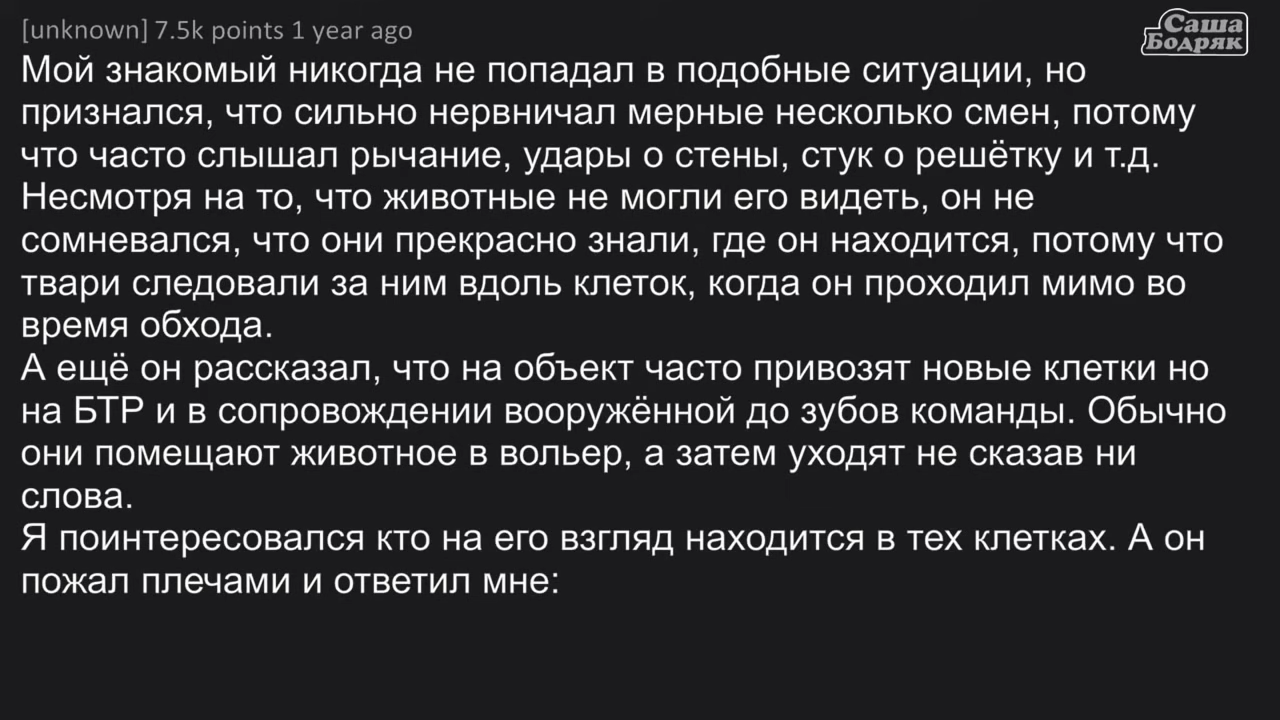 [unknown] 7.5k points 1 year ago
Саша
Бодряк
Мой знакомый никогда не попадал в подобные ситуации, но
признался, что сильно нервничал мерные несколько смен, потому
что часто слышал рычание, удары о стены, стук о решётку и т.д.
Несмотря на то, что животные не могли его видеть, он не
сомневался, что они прекрасно знали, где он находится, потому что
твари следовали за ним вдоль клеток, когда он проходил мимо во
время обхода.
А ещё он рассказал, что на объект часто привозят новые клетки но
на БТР и в сопровождении вооружённой до зубов команды. Обычно
они помещают животное в вольер, а затем уходят не сказав ни
слова.
Я поинтересовался кто на его взгляд находится в тех клетках. А он
пожал плечами и ответил мне: